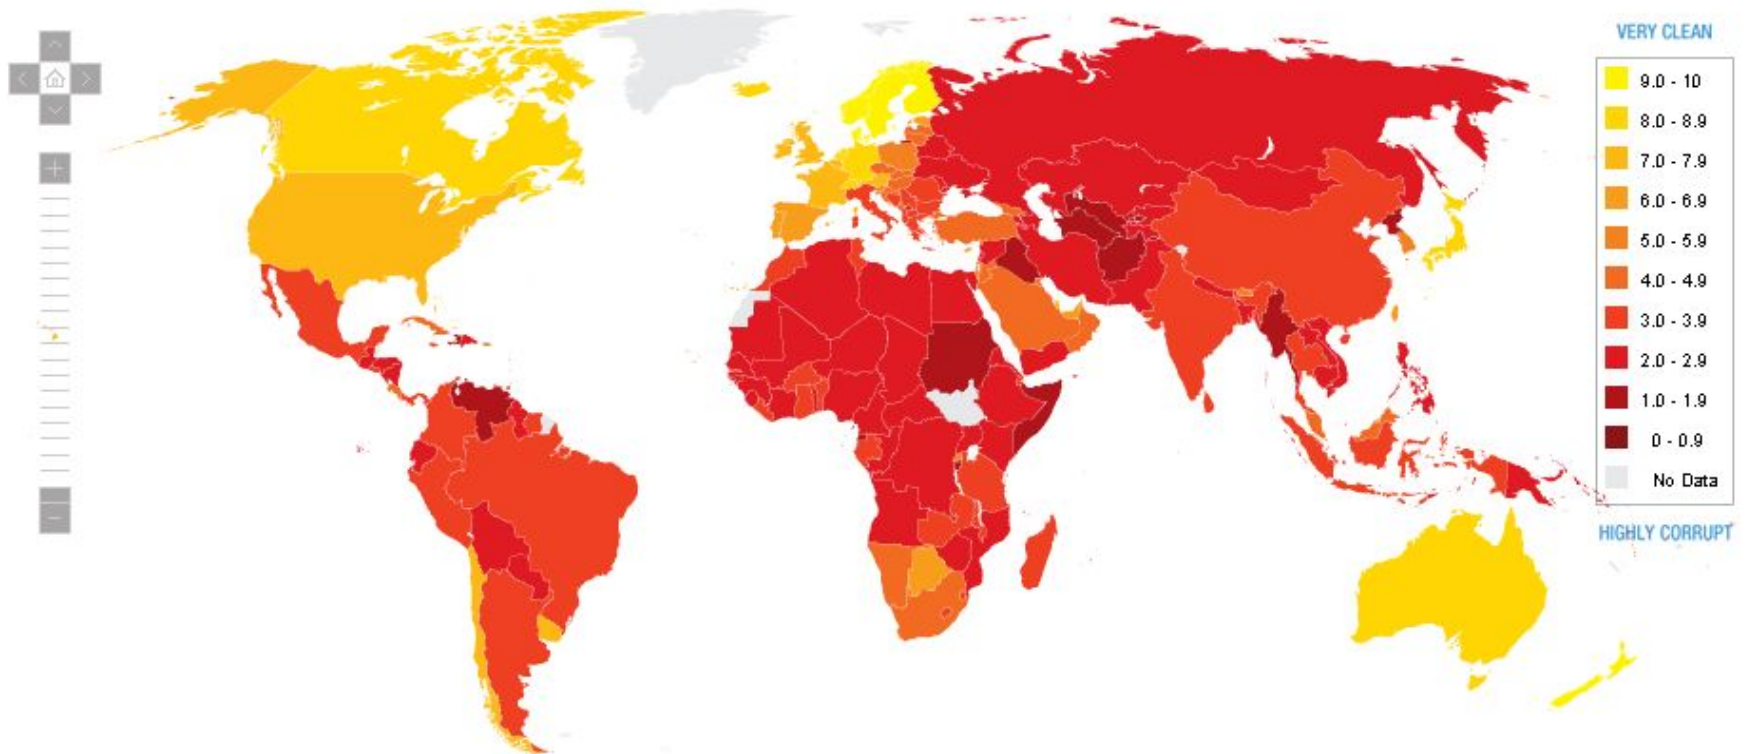 VERY CLEAN
9.0 - 10
8.0 - 8.9
7.0 - 7.9
6.0 - 6.9
5.0 - 5.9
4.0 - 4.9
3.0 - 3.9
2.0 - 2.9
1.0 - 1.9
0 - 0.9
No Data
HIGHLY CORRUPT